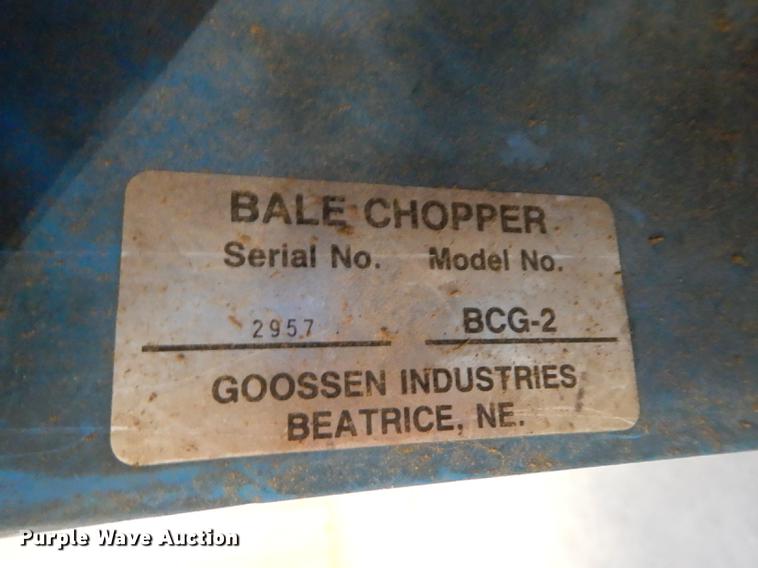 BALE CHOPPER
Serial No. Model No.
2957 BCG-2
GOOSSEN INDUSTRIES
BEATRICE, NE.
Purple Wave Auction